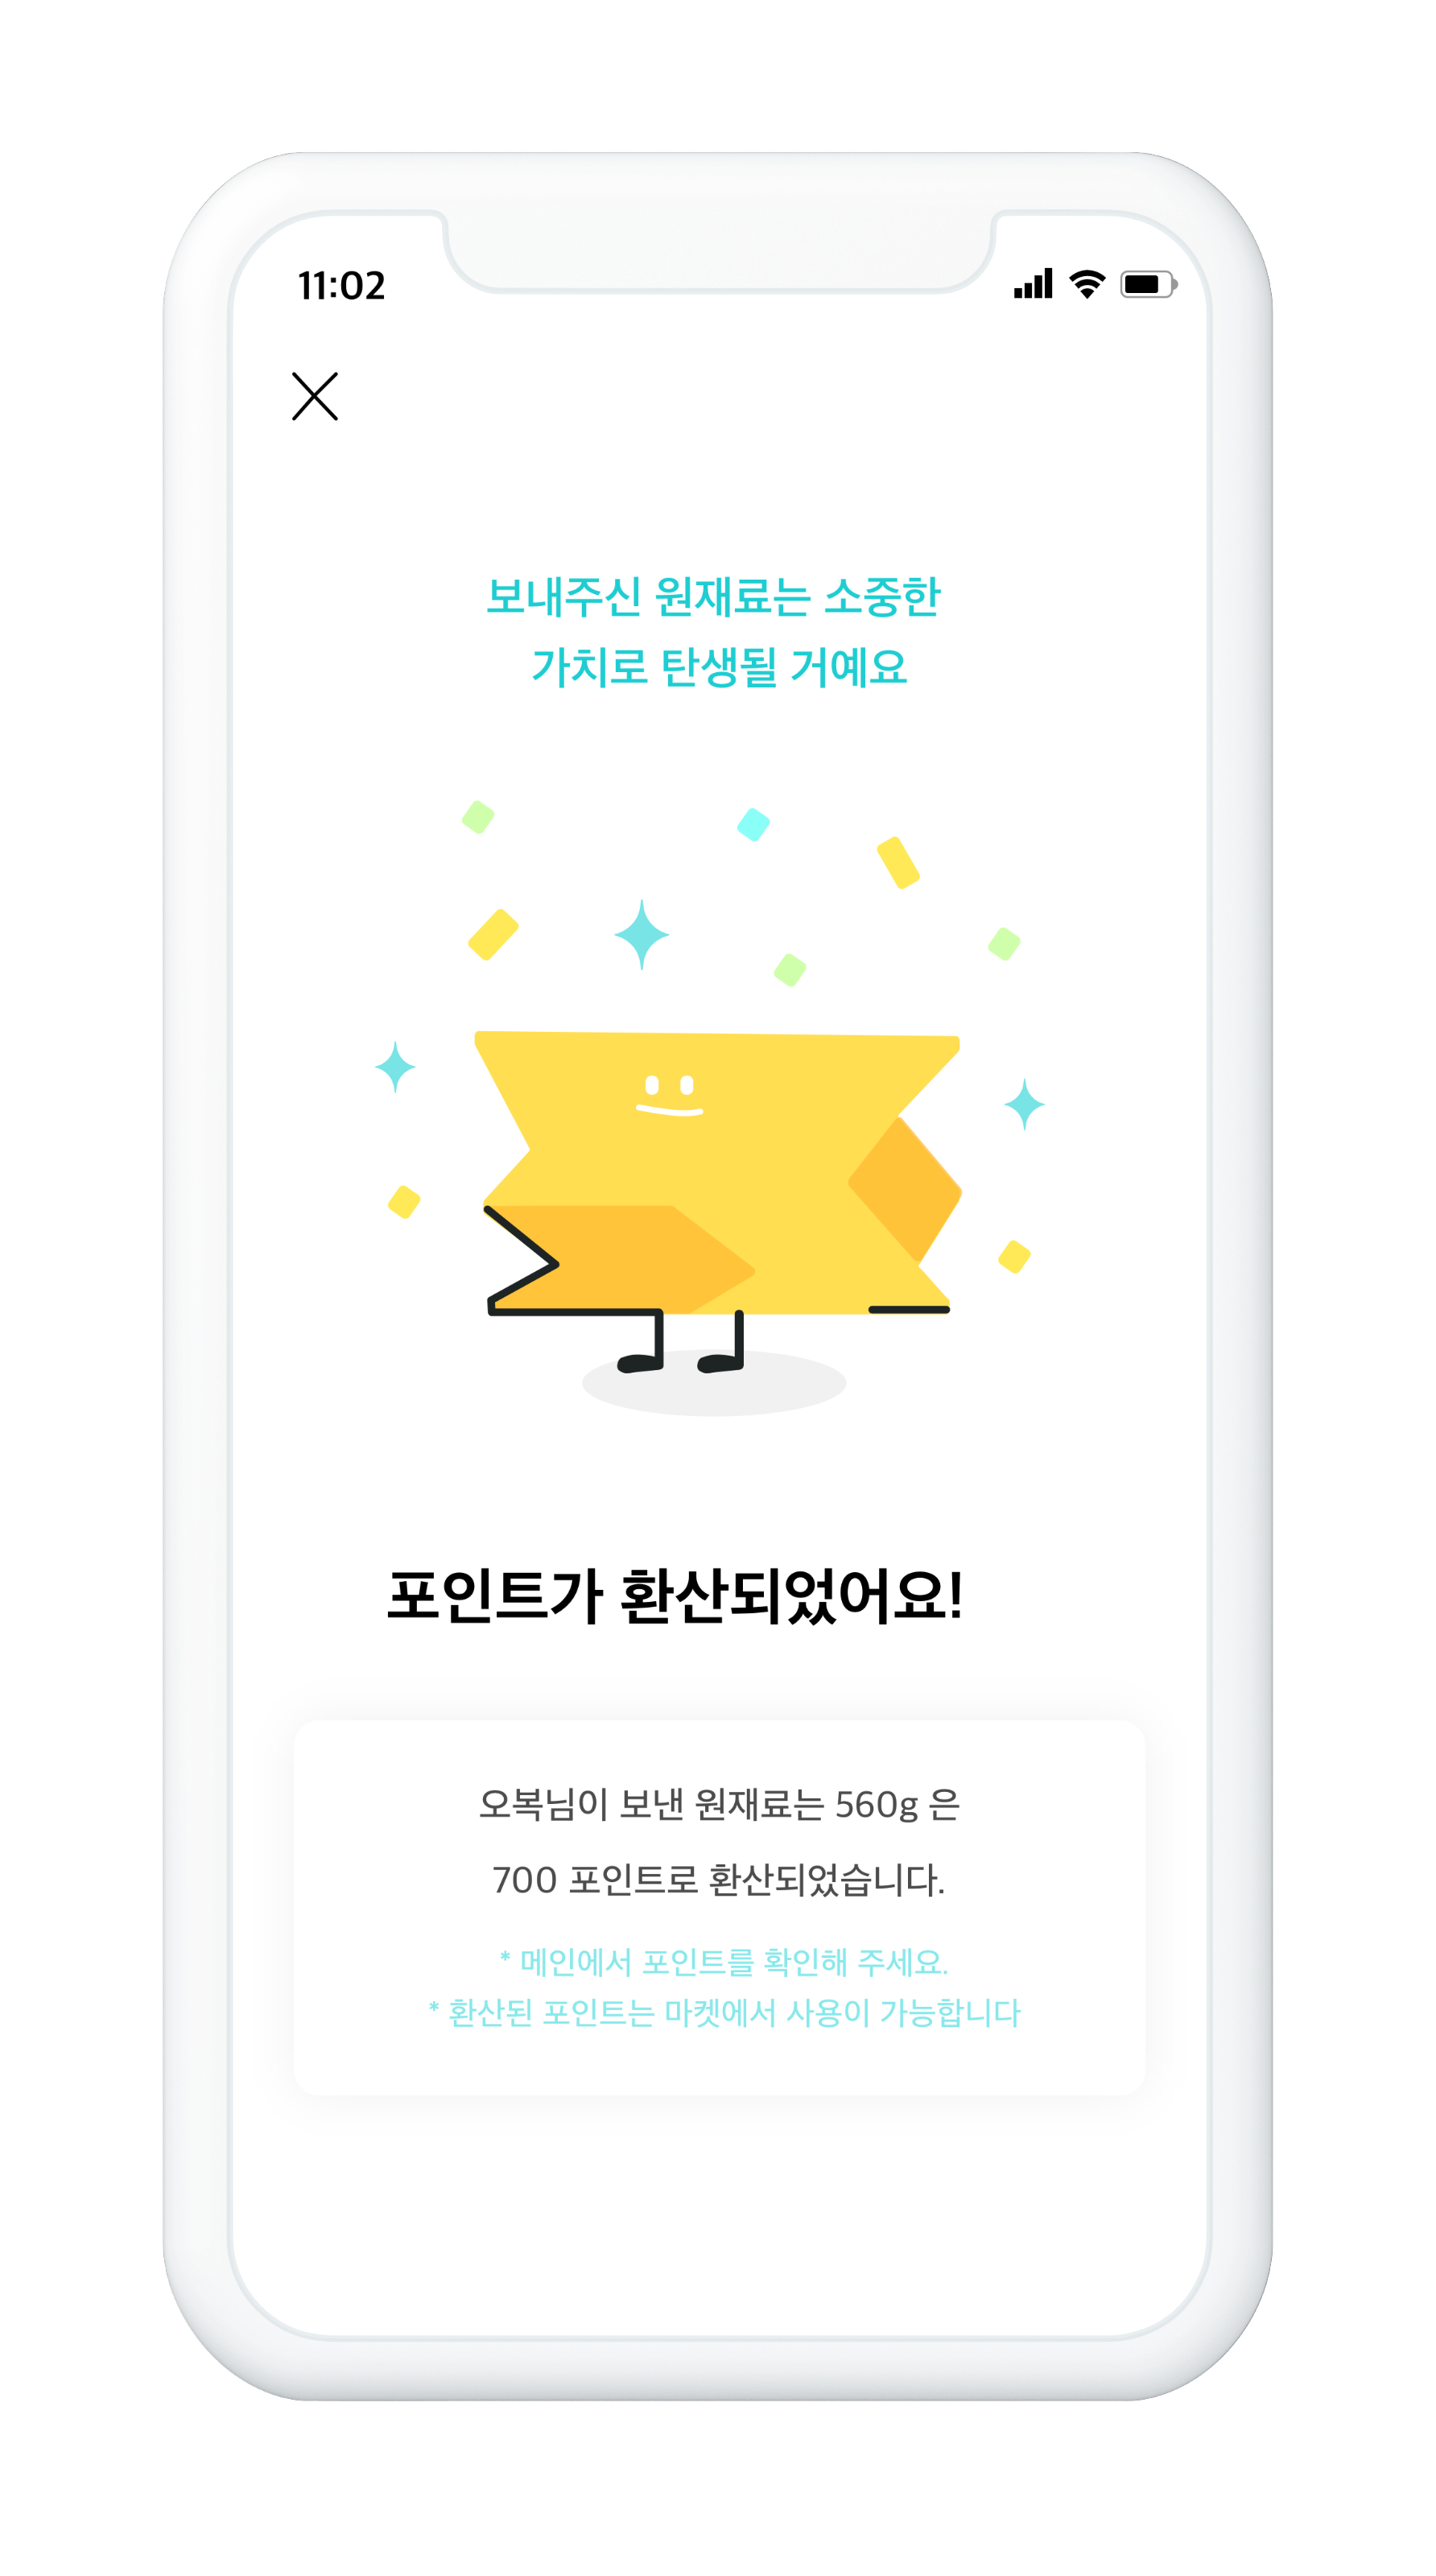 11:02
보내주신 원재료는 소중한
가치로 탄생될 거예요
포인트가 환산되었어요!
오복님이 보낸 원재료는 560g 은
700 포인트로 환산되었습니다.
* 메인에서 포인트를 확인해 주세요.
* 환산된 포인트는 마켓에서 사용이 가능합니다